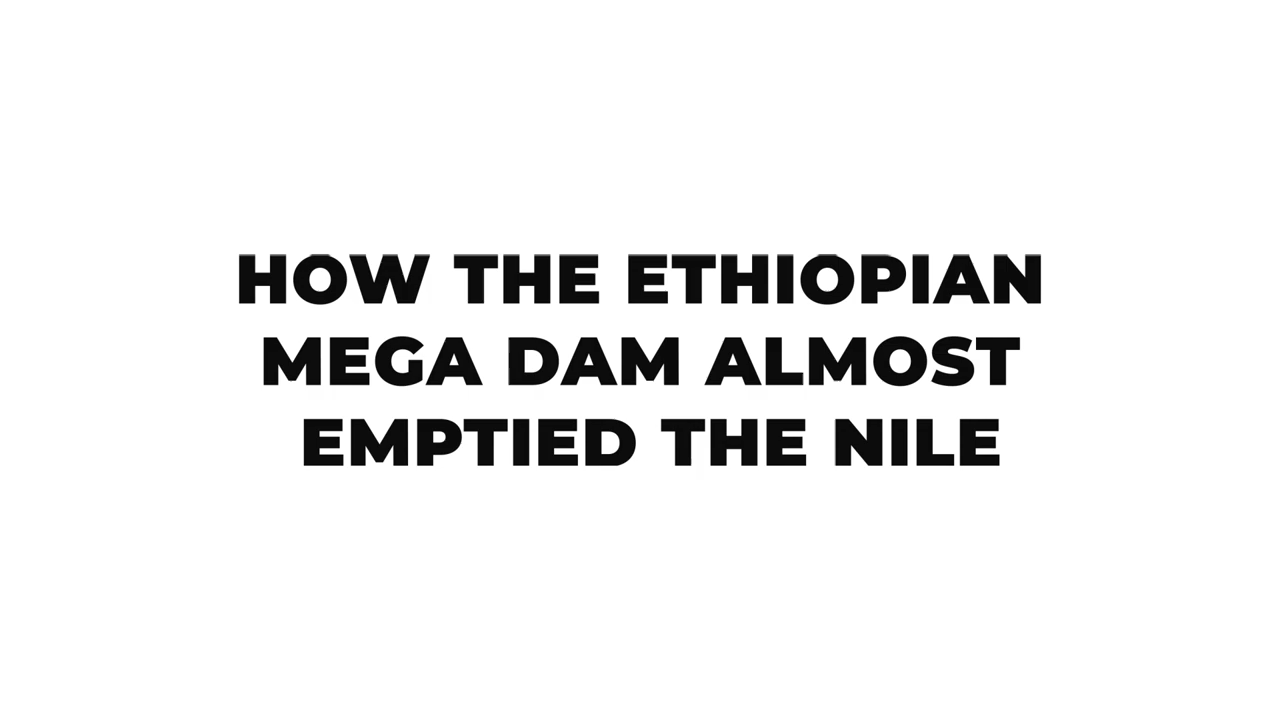 HOW THE ETHIOPIAN
MEGA DAM ALMOST
EMPTIED THE NILE